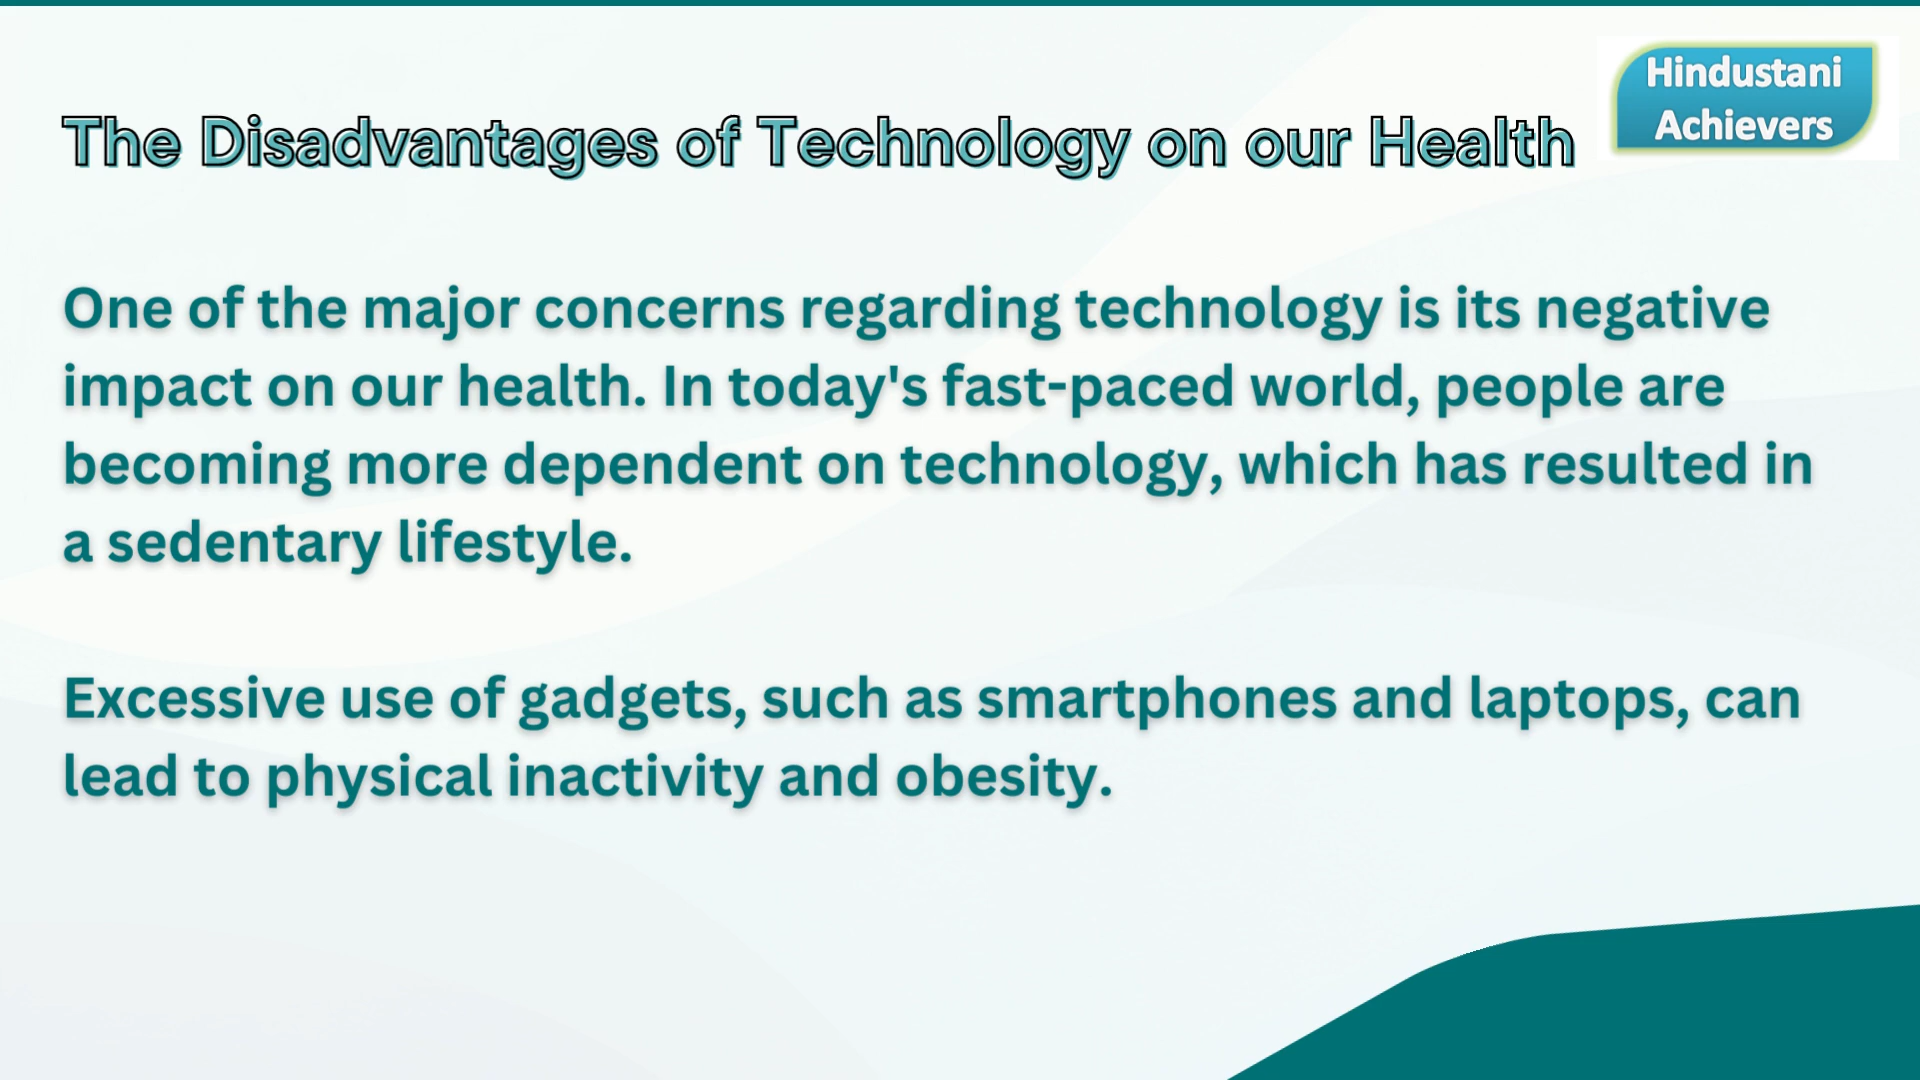 Hindustani
Achievers
The Disadvantages of Technology on our Health
One of the major concerns regarding technology is its negative
impact on our health. In today's fast-paced world, people are
becoming more dependent on technology, which has resulted in
a sedentary lifestyle.
Excessive use of gadgets, such as smartphones and laptops, can
lead to physical inactivity and obesity.